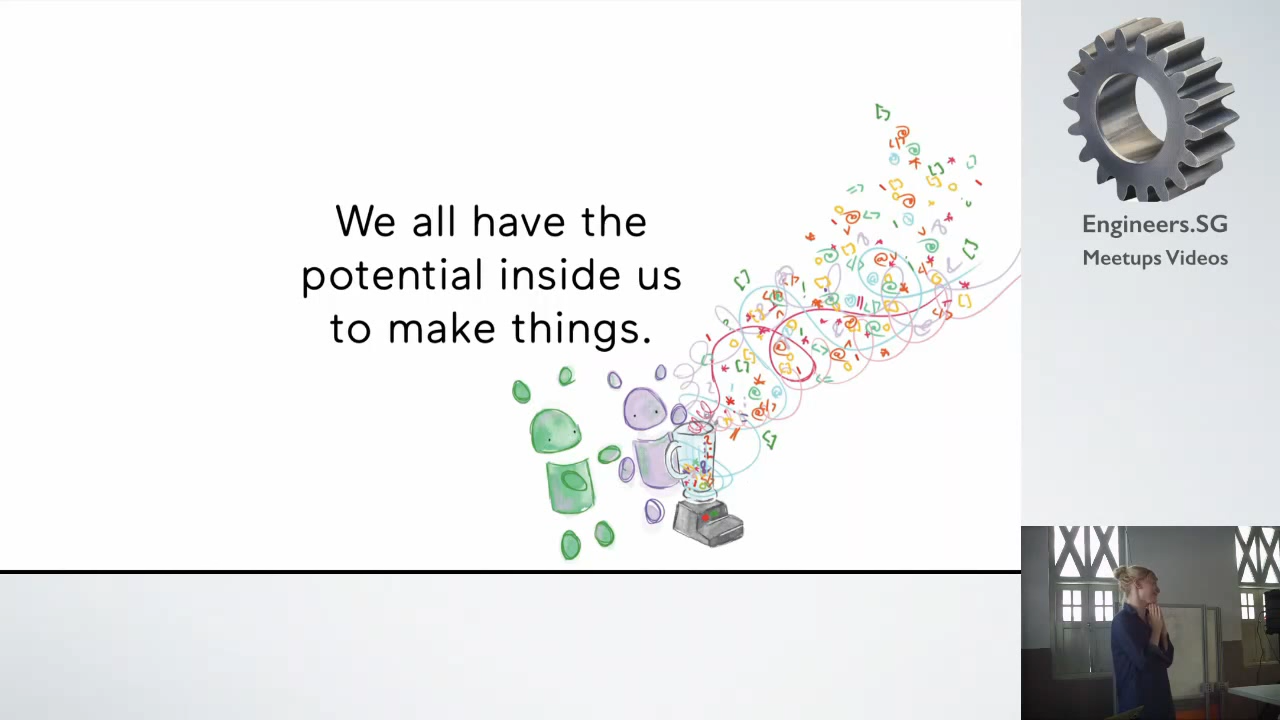 We all have the
potential inside us
to make things.
Engineers.SG
Meetups Videos